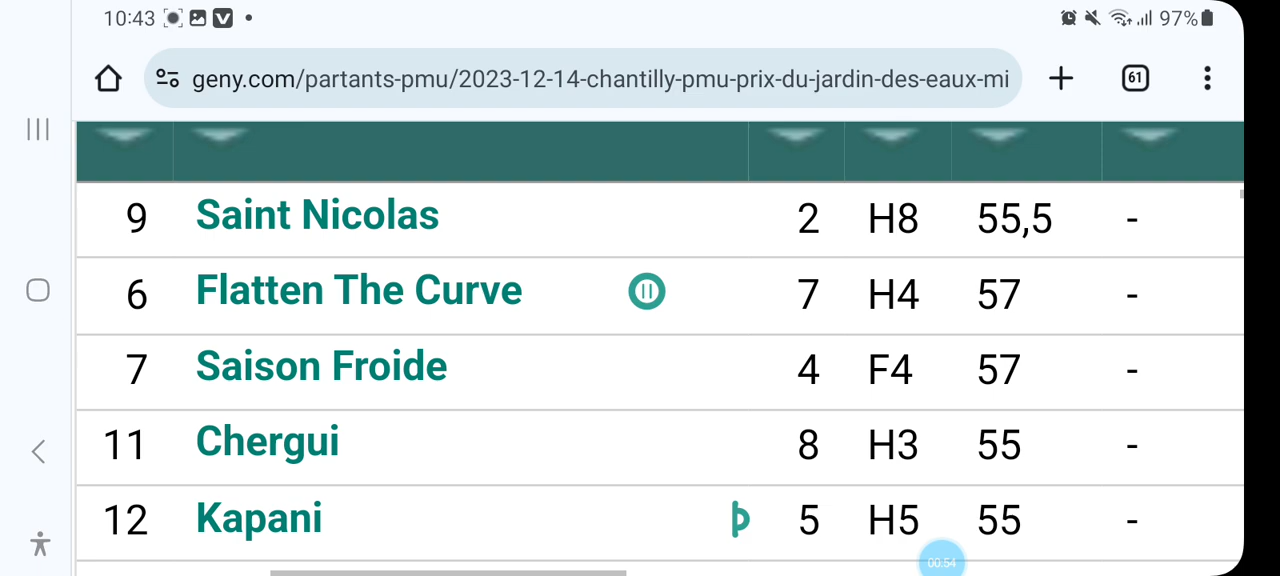 10:43 97%
geny.com/partants-pmu/2023-12-14-chantilly-pmu-prix-du-jardin-des-eaux-mi 61
9 Saint Nicolas 2 H8 55,5 -
6 Flatten The Curve 7 H4 57 -
7 Saison Froide 4 F4 57 -
11 Chergui 8 H3 55 -
12 Kapani 5 H5 55 -
00:54